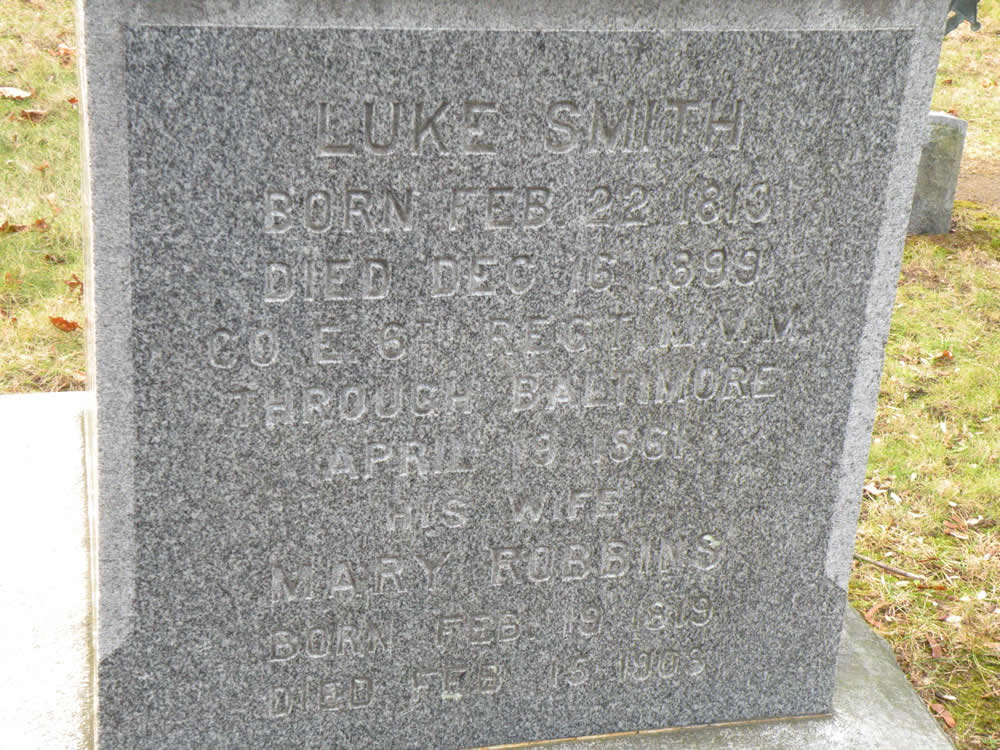 LUKE SMITH
BORN FEB. 22 1813
DIED DEC. 16 1899
CO. E. 6TH REGT. M.V.M.
THROUGH BALTIMORE
APRIL 19 1861.
HIS WIFE
MARY ROBBINS
BORN FEB. 19 1819
DIED FEB. 15